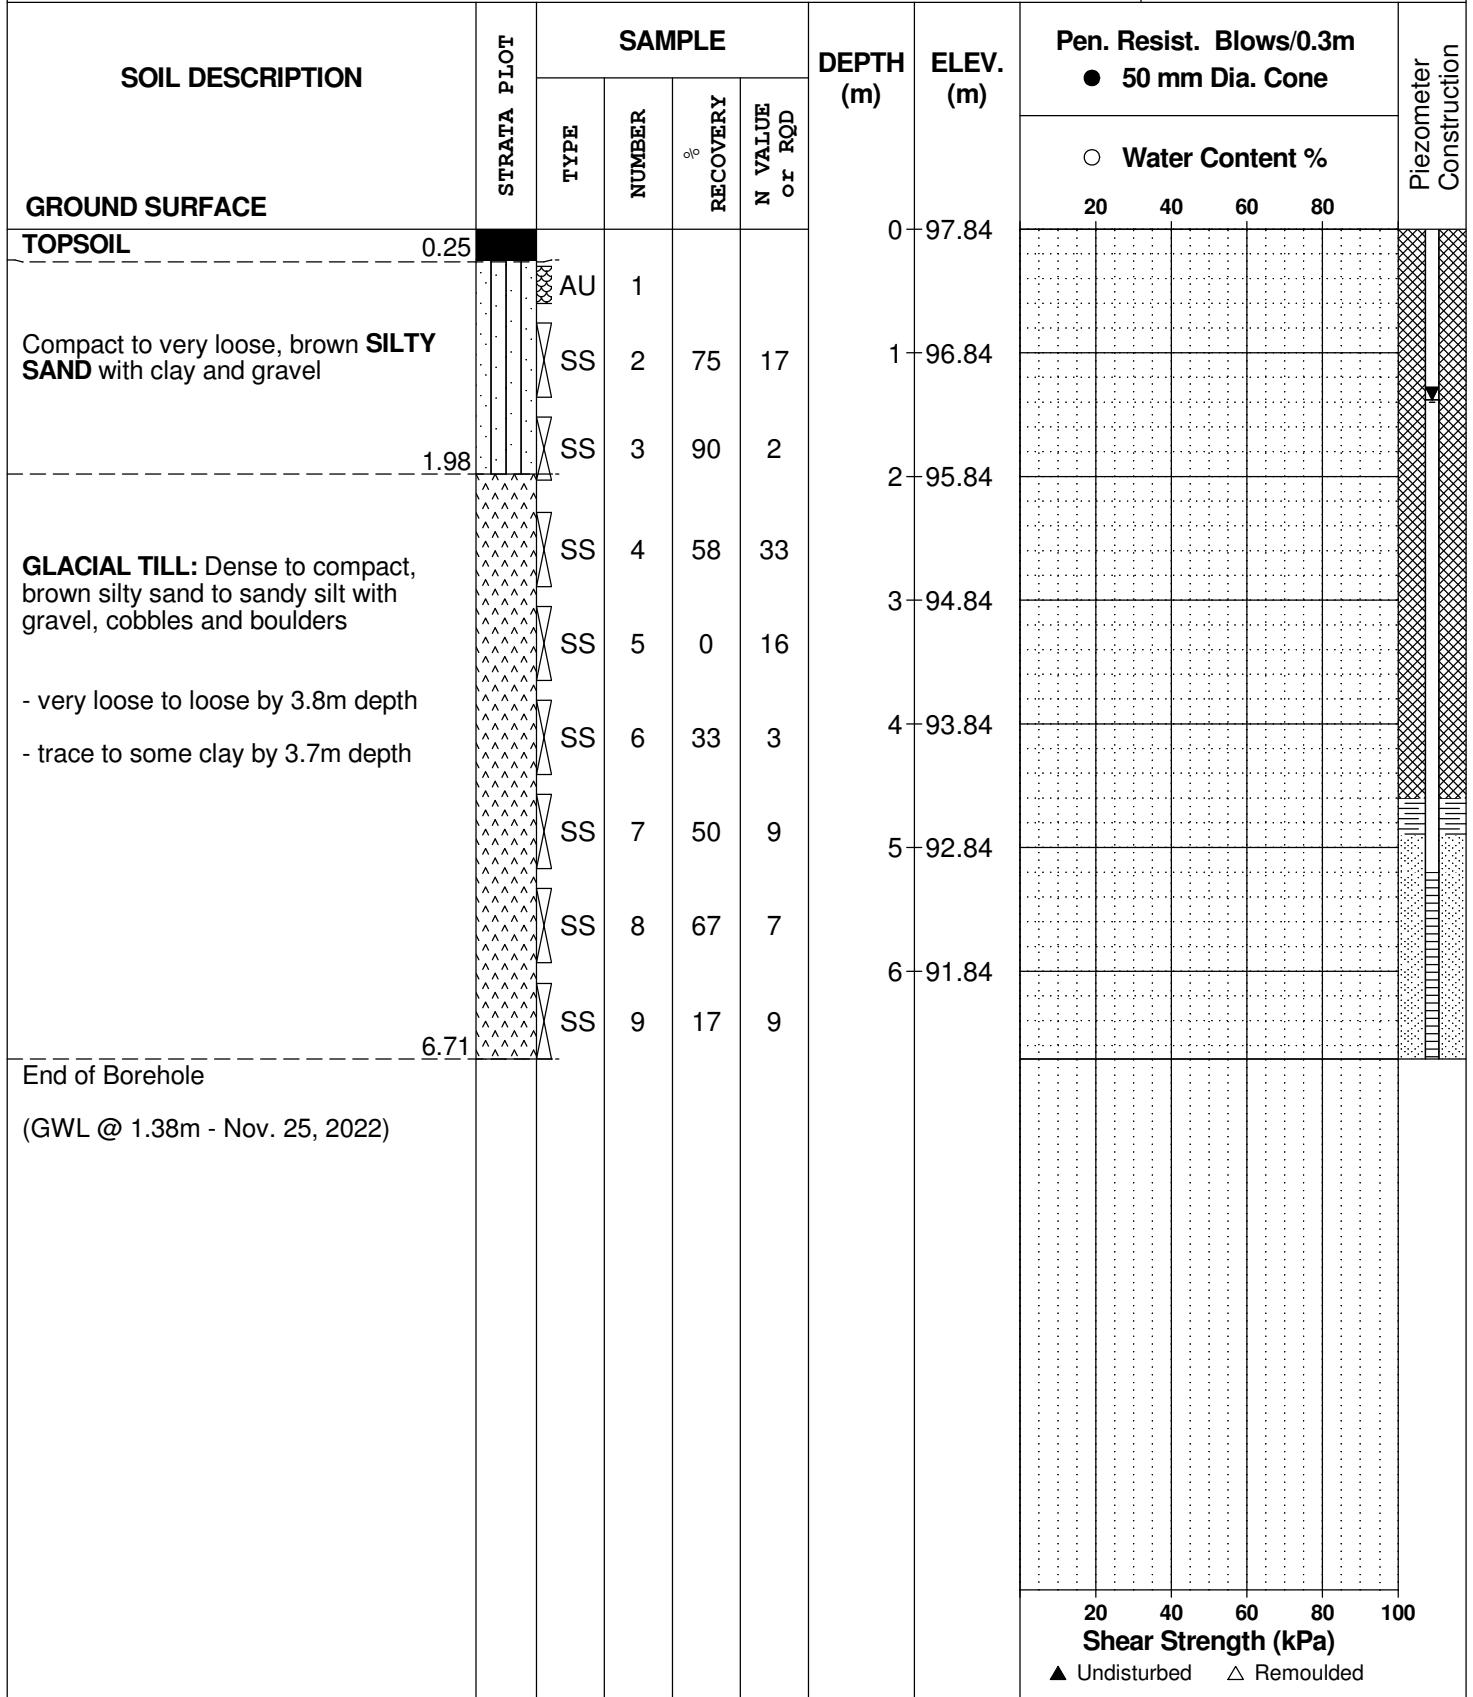 SOIL DESCRIPTION
GROUND SURFACE
STRATA PLOT
SAMPLE
TYPE
NUMBER
%
RECOVERY
N VALUE
or RQD
DEPTH
(m)
ELEV.
(m)
Pen. Resist. Blows/0.3m
● 50 mm Dia. Cone
○ Water Content %
20 40 60 80
Piezometer
Construction
TOPSOIL 0.25
0 97.84
AU 1
Compact to very loose, brown SILTY
SAND with clay and gravel
SS 2 75 17
1 96.84
SS 3 90 2
1.98
2 95.84
GLACIAL TILL: Dense to compact,
brown silty sand to sandy silt with
gravel, cobbles and boulders
SS 4 58 33
3 94.84
SS 5 0 16
- very loose to loose by 3.8m depth
- trace to some clay by 3.7m depth
SS 6 33 3
4 93.84
SS 7 50 9
5 92.84
SS 8 67 7
6 91.84
SS 9 17 9
6.71
End of Borehole
(GWL @ 1.38m - Nov. 25, 2022)
20 40 60 80 100
Shear Strength (kPa)
▲ Undisturbed △ Remoulded